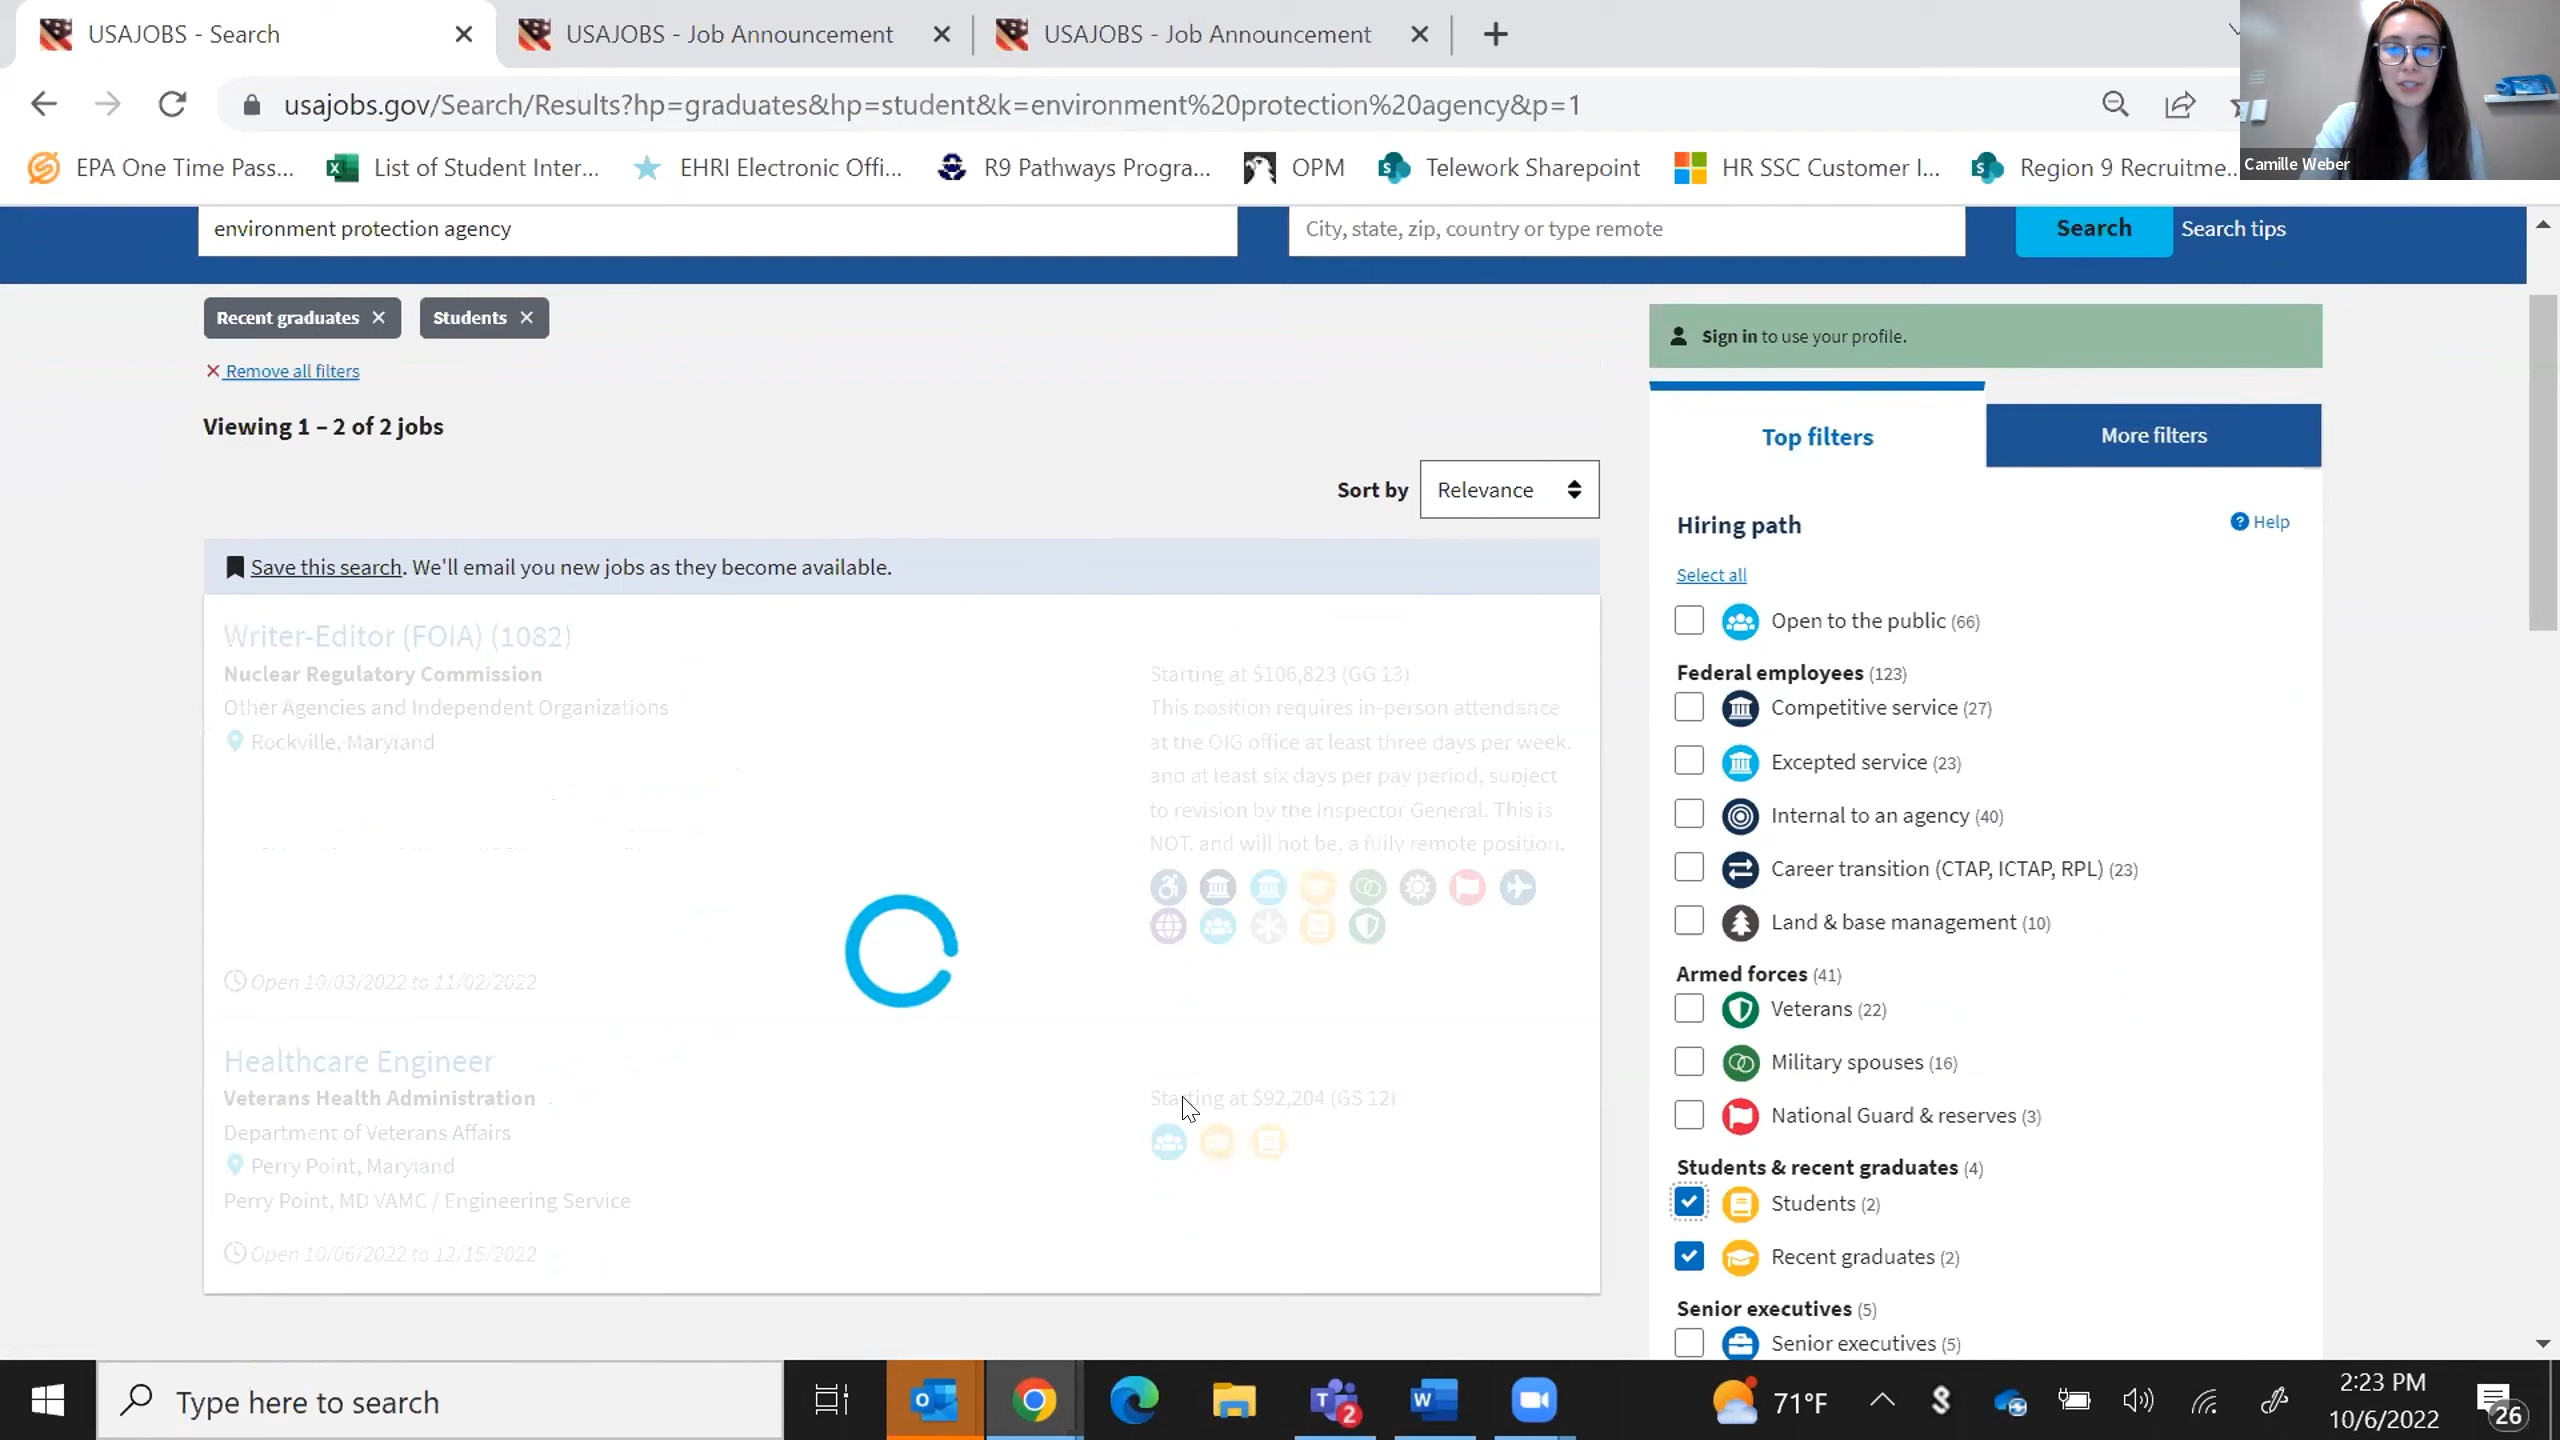 USAJOBS - Search
USAJOBS - Job Announcement
USAJOBS - Job Announcement
usajobs.gov/Search/Results?hp=graduates&hp=student&k=environment%20protection%20agency&p=1
EPA One Time Pass...
List of Student Inter...
EHRI Electronic Offi...
R9 Pathways Progra...
OPM
Telework Sharepoint
HR SSC Customer I...
Region 9 Recruitme...
Camille Weber
environment protection agency
City, state, zip, country or type remote
Search
Search tips
Recent graduates
Students
Remove all filters
Viewing 1 – 2 of 2 jobs
Sort by
Relevance
Save this search. We'll email you new jobs as they become available.
Writer-Editor (FOIA) (1082)
Nuclear Regulatory Commission
Other Agencies and Independent Organizations
Rockville, Maryland
Starting at $106,823 (GG 13)
This position requires in-person attendance
at the OIG office at least three days per week,
and at least six days per pay period, subject
to revision by the Inspector General. This is
NOT, and will not be, a fully remote position.
Open 10/03/2022 to 11/02/2022
Healthcare Engineer
Veterans Health Administration
Department of Veterans Affairs
Perry Point, Maryland
Perry Point, MD VAMC / Engineering Service
Starting at $92,204 (GS 12)
Open 10/06/2022 to 12/15/2022
Sign in to use your profile.
Top filters
More filters
Hiring path
Help
Select all
Open to the public (66)
Federal employees (123)
Competitive service (27)
Excepted service (23)
Internal to an agency (40)
Career transition (CTAP, ICTAP, RPL) (23)
Land & base management (10)
Armed forces (41)
Veterans (22)
Military spouses (16)
National Guard & reserves (3)
Students & recent graduates (4)
Students (2)
Recent graduates (2)
Senior executives (5)
Senior executives (5)
Type here to search
2
71°F
2:23 PM
10/6/2022
26